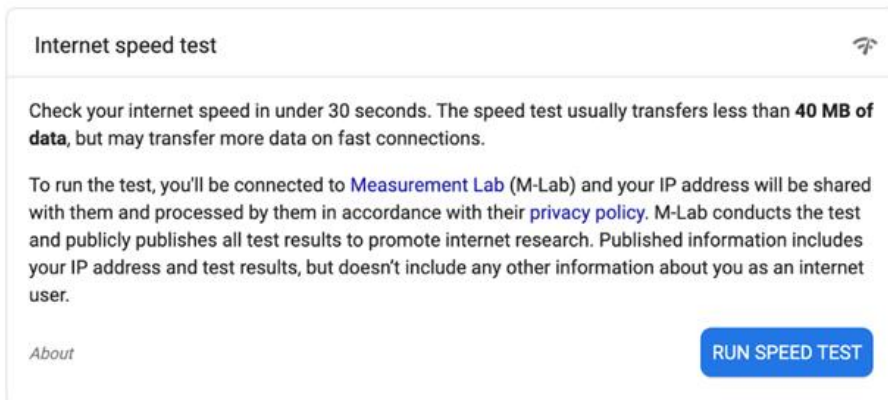 Internet speed test
Check your internet speed in under 30 seconds. The speed test usually transfers less than 40 MB of
data, but may transfer more data on fast connections.
To run the test, you'll be connected to Measurement Lab (M-Lab) and your IP address will be shared
with them and processed by them in accordance with their privacy policy. M-Lab conducts the test
and publicly publishes all test results to promote internet research. Published information includes
your IP address and test results, but doesn’t include any other information about you as an internet
user.
About
RUN SPEED TEST